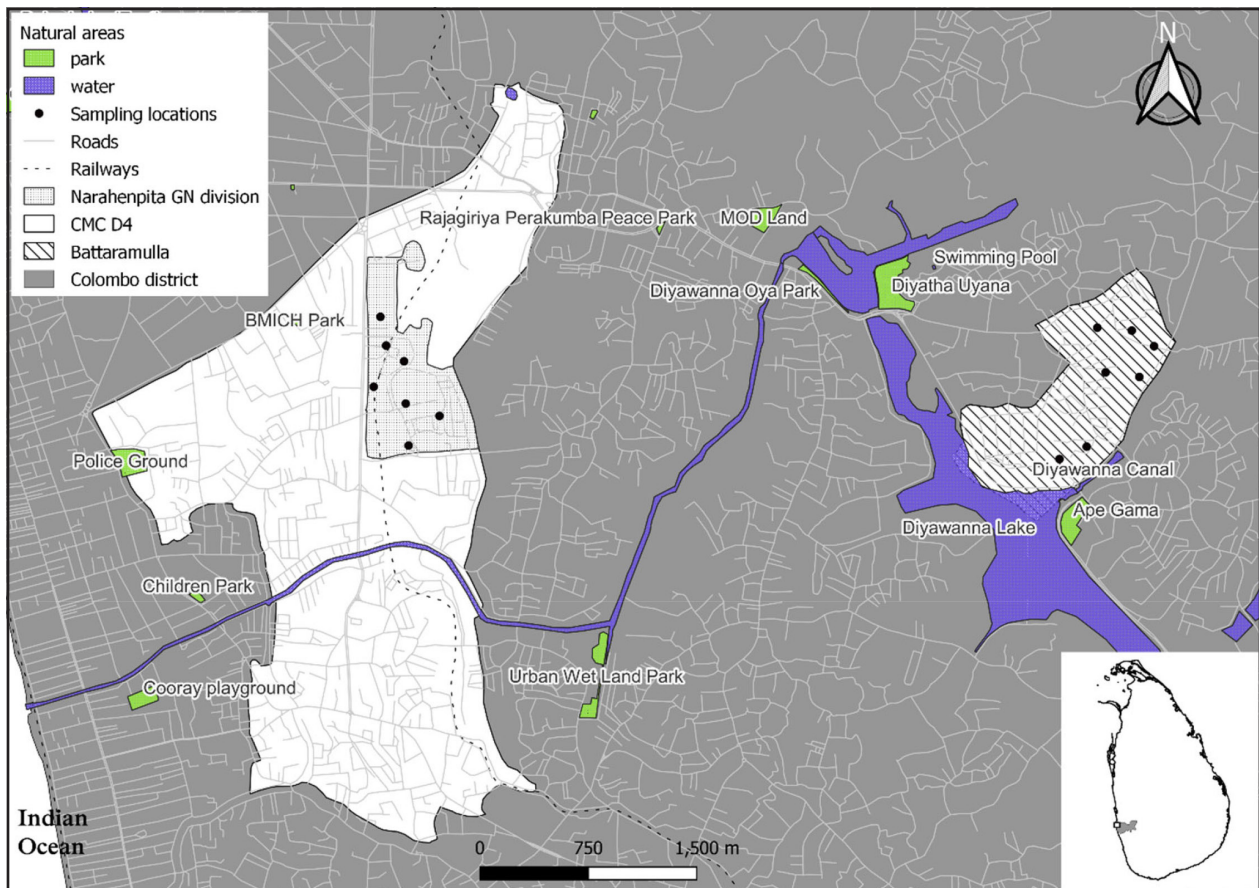 Natural areas
park
water
Sampling locations
Roads
Railways
Narahenpita GN division
CMC D4
Battaramulla
Colombo district
N
Rajagiriya Perakumba Peace Park
MOD Land
Swimming Pool
Diyatha Uyana
Diyawanna Oya Park
BMICH Park
Police Ground
Diyawanna Canal
Ape Gama
Diyawanna Lake
Children Park
Urban Wet Land Park
Cooray playground
Indian
Ocean
0 750 1,500 m